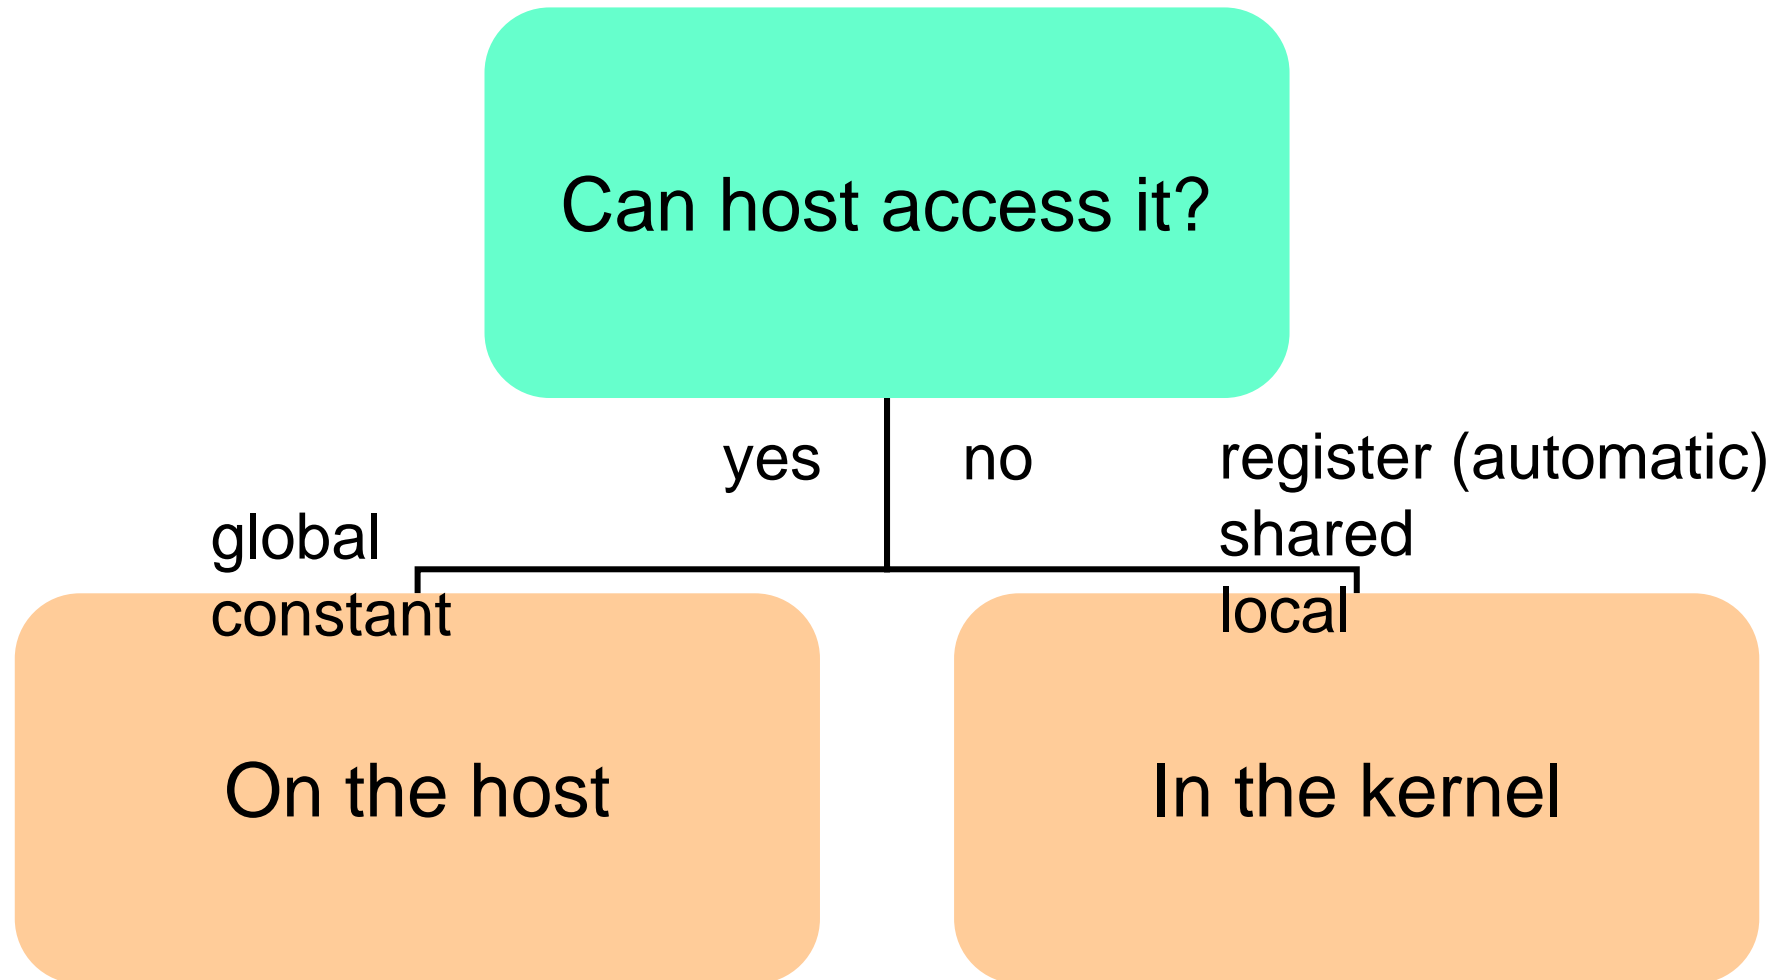 Can host access it?
yes
no
global
constant
register (automatic)
shared
local
On the host
In the kernel